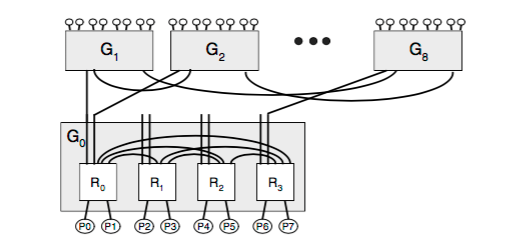 G1 G2 G8
G0
R0 R1 R2 R3
P0 P1 P2 P3 P4 P5 P6 P7